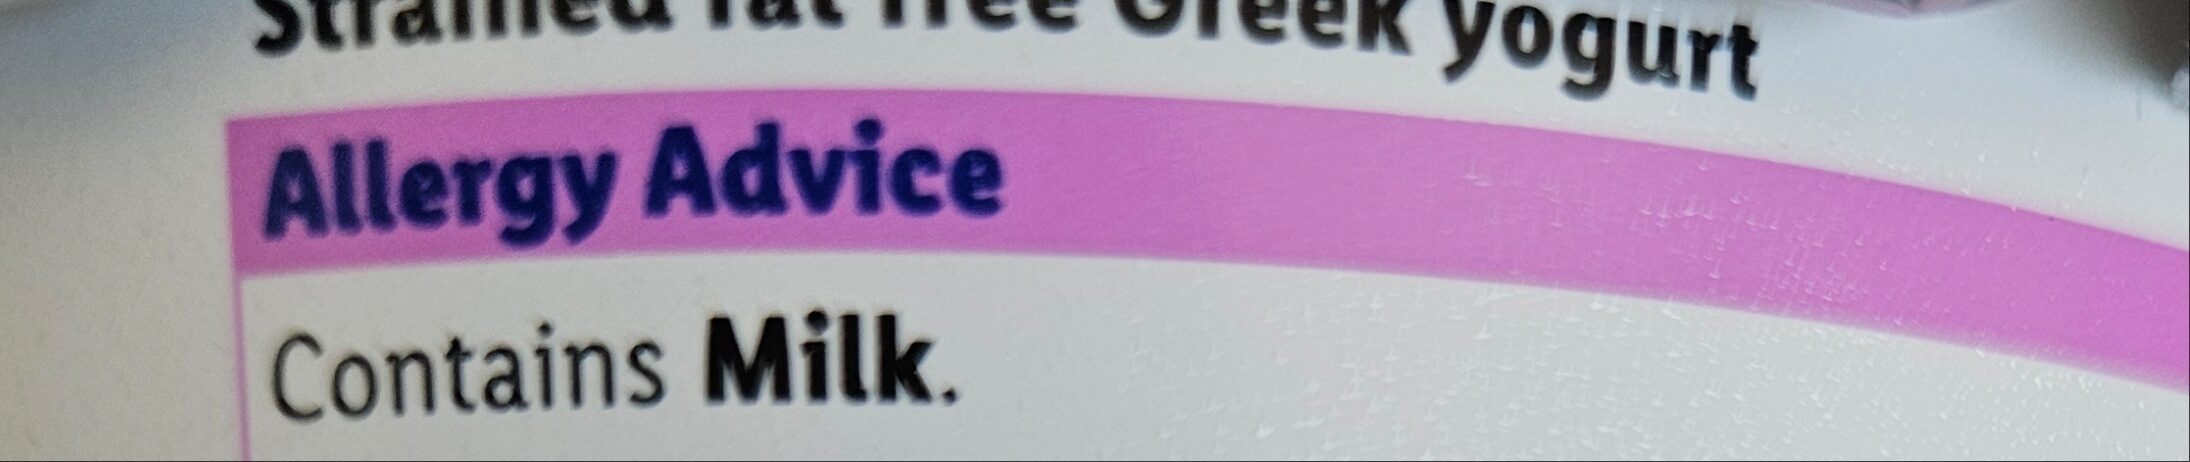 Strained fat free Greek yogurt
Allergy Advice
Contains Milk.